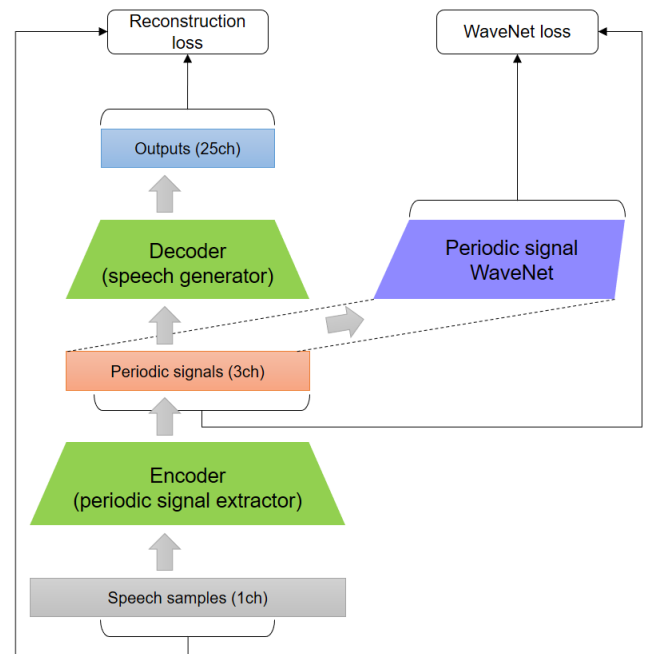 Reconstruction
loss
WaveNet loss
Outputs (25ch)
Decoder
(speech generator)
Periodic signal
WaveNet
Periodic signals (3ch)
Encoder
(periodic signal extractor)
Speech samples (1ch)